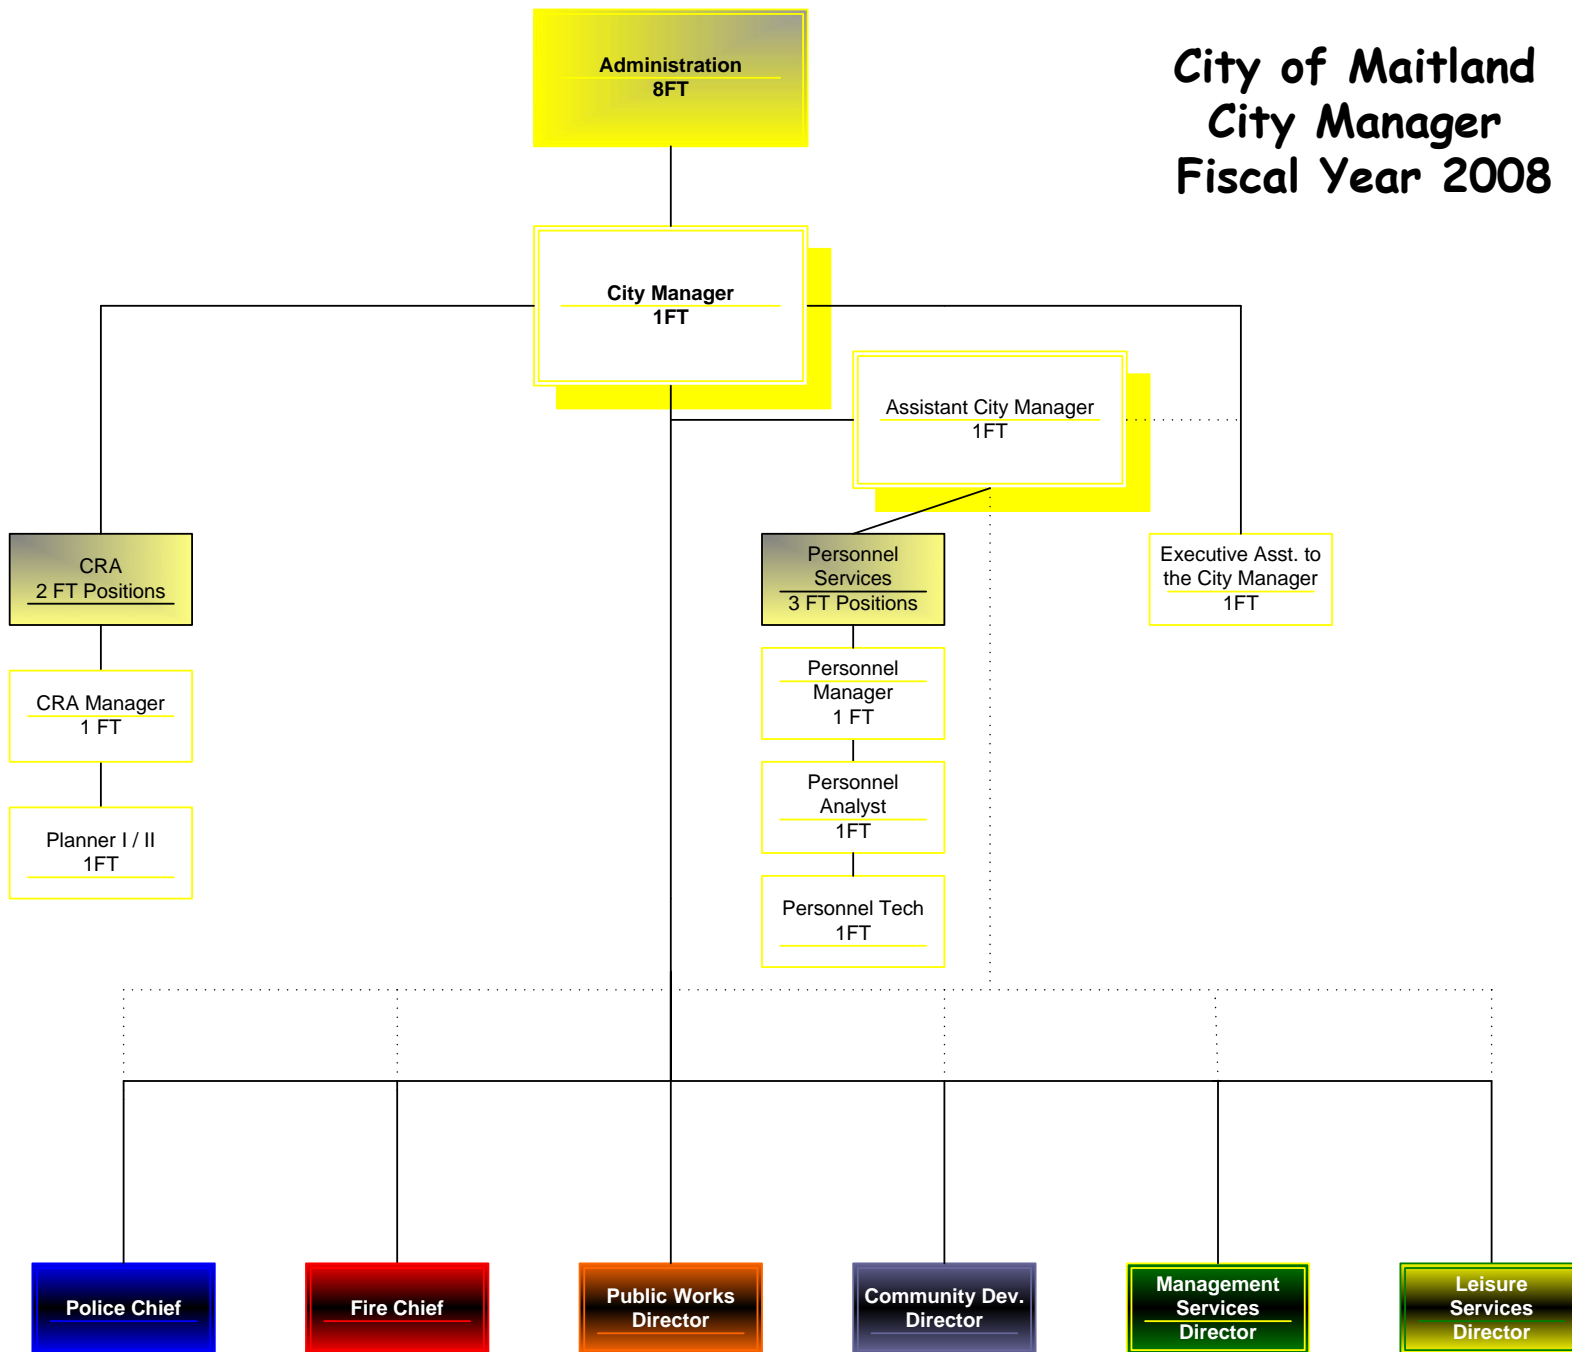 City of Maitland
City Manager
Fiscal Year 2008
Administration
8FT
City Manager
1FT
Assistant City Manager
1FT
CRA
2 FT Positions
Personnel
Services
3 FT Positions
Executive Asst. to
the City Manager
1FT
CRA Manager
1 FT
Planner I / II
1FT
Personnel
Manager
1 FT
Personnel
Analyst
1FT
Personnel Tech
1FT
Police Chief
Fire Chief
Public Works
Director
Community Dev.
Director
Management
Services
Director
Leisure
Services
Director